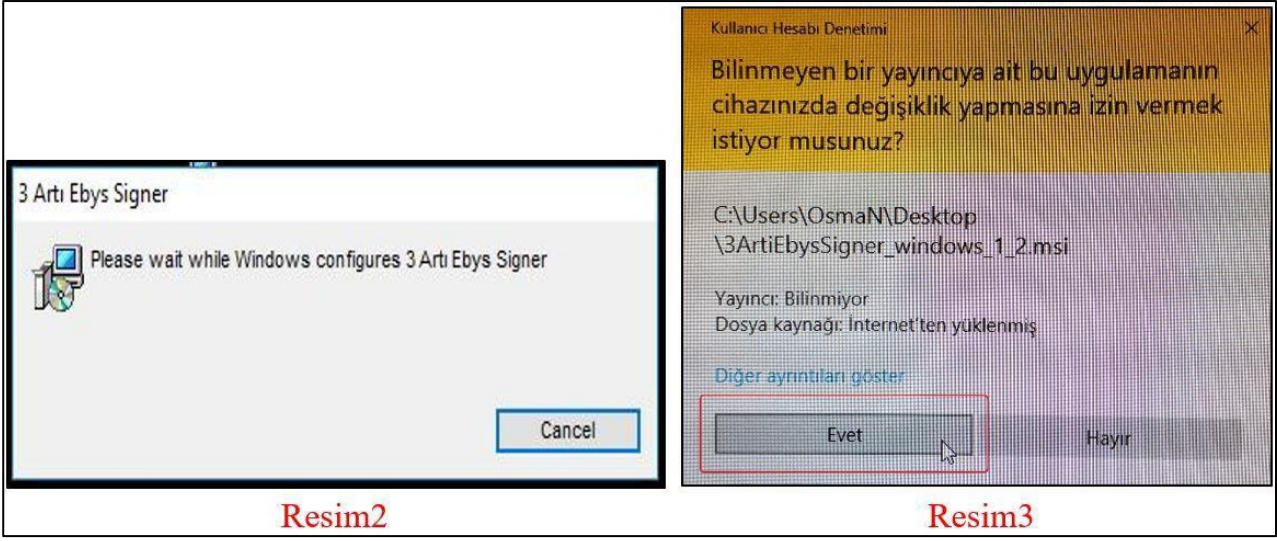 3 Artı Ebys Signer
Please wait while Windows configures 3 Artı Ebys Signer
Cancel
Resim2
Kullanıcı Hesabı Denetimi
Bilinmeyen bir yayıncıya ait bu uygulamanın
cihazınızda değişiklik yapmasına izin vermek
istiyor musunuz?
C:\Users\OsmaN\Desktop
\3ArtiEbysSigner_windows_1_2.msi
Yayıncı: Bilinmiyor
Dosya kaynağı: İnternet'ten yüklenmiş
Diğer ayrıntıları göster
Evet
Hayır
Resim3